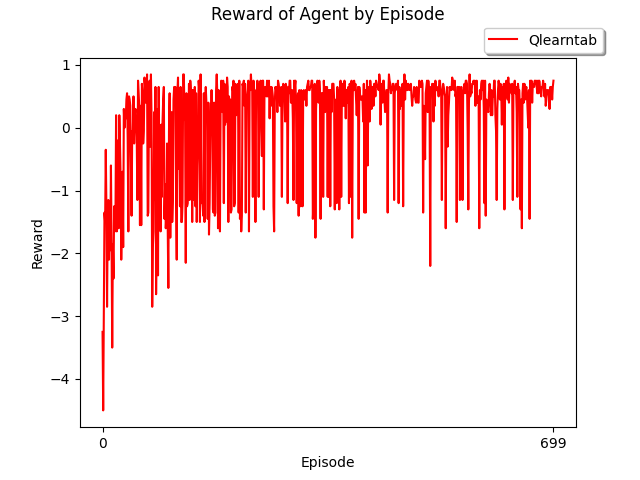 Reward of Agent by Episode
Qlearntab
1
0
−1
−2
−3
−4
Reward
0
699
Episode